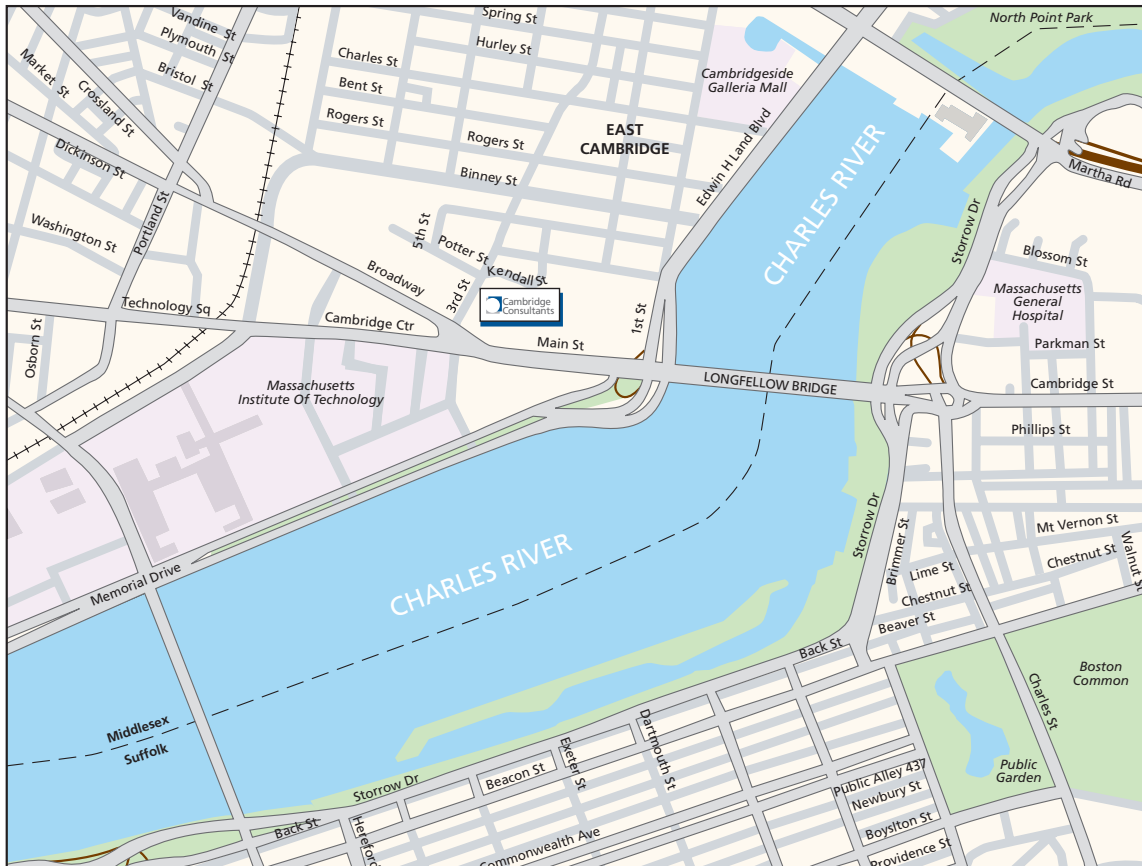 Spring St
North Point Park
Vandine St
Plymouth St
Hurley St
Charles St
Market St
Crossland St
Bristol St
Bent St
Cambridgeside
Galleria Mall
Rogers St
Rogers St
EAST
CAMBRIDGE
Edwin H Land Blvd
CHARLES RIVER
Martha Rd
Dickinson St
Binney St
Portland St
Washington St
5th St
Potter St
Kendall St
Storrow Dr
Blossom St
Massachusetts
General
Hospital
Broadway
3rd St
Cambridge
Consultants
1st St
Technology Sq
Cambridge Ctr
Main St
Parkman St
Osborn St
Massachusetts
Institute Of Technology
LONGFELLOW BRIDGE
Cambridge St
Phillips St
Storrow Dr
Brimmer St
Mt Vernon St
Chestnut St
Walnut St
Lime St
Chestnut St
Beaver St
Memorial Drive
CHARLES RIVER
Back St
Charles St
Boston
Common
Middlesex
Suffolk
Dartmouth St
Exeter St
Public
Garden
Storrow Dr
Beacon St
Public Alley 437
Newbury St
Back St
Hereford
Commonwealth Ave
Boyslton St
Providence St